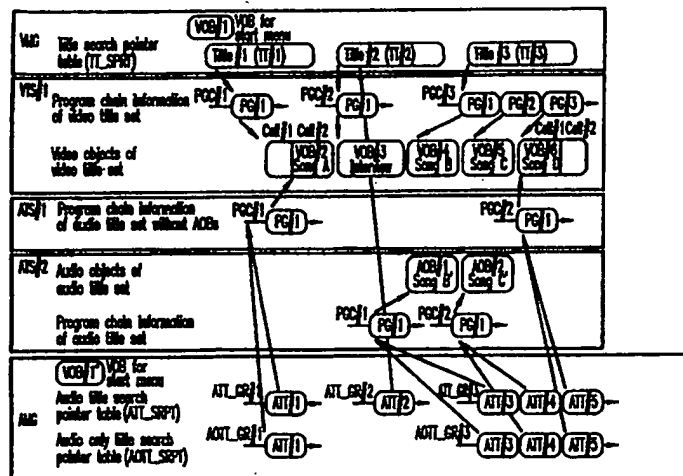 VOB#1 VOB for
start menu
VMG Title search pointer
table (TT_SPRT)
Title #1 (TT#1) Title #2 (TT#2) Title #3 (TT#3)
VTS#1 Program chain information
of video title set
PGC#1 PG#1 PGC#2 PG#1 PGC#3 PG#1 PG#2 PG#3
Cell#1 Cell#2 Cell#1 Cell#2
Video objects of
video title set
VOB#2 Song A VOB#3 Interview VOB#4 Song B VOB#5 Song C VOB#6 Song D
ATS#1 Program chain information
of audio title set without AOBs
PGC#1 PG#1 PGC#2 PG#1
ATS#2 Audio objects of
audio title set
AOB#1 Song B' AOB#2 Song C'
Program chain information
of audio title set
PGC#1 PG#1 PGC#2 PG#1
VOB#1' VOB for
start menu
AMG Audio title search
pointer table (ATT_SRPT)
ATT_GR#1 ATT#1 ATT_GR#2 ATT#2 ATT_GR#3 ATT#3 ATT#4 ATT#5
Audio only title search
pointer table (AOTT_SRPT)
AOTT_GR#1 ATT#1 AOTT_GR#3 ATT#3 ATT#4 ATT#5